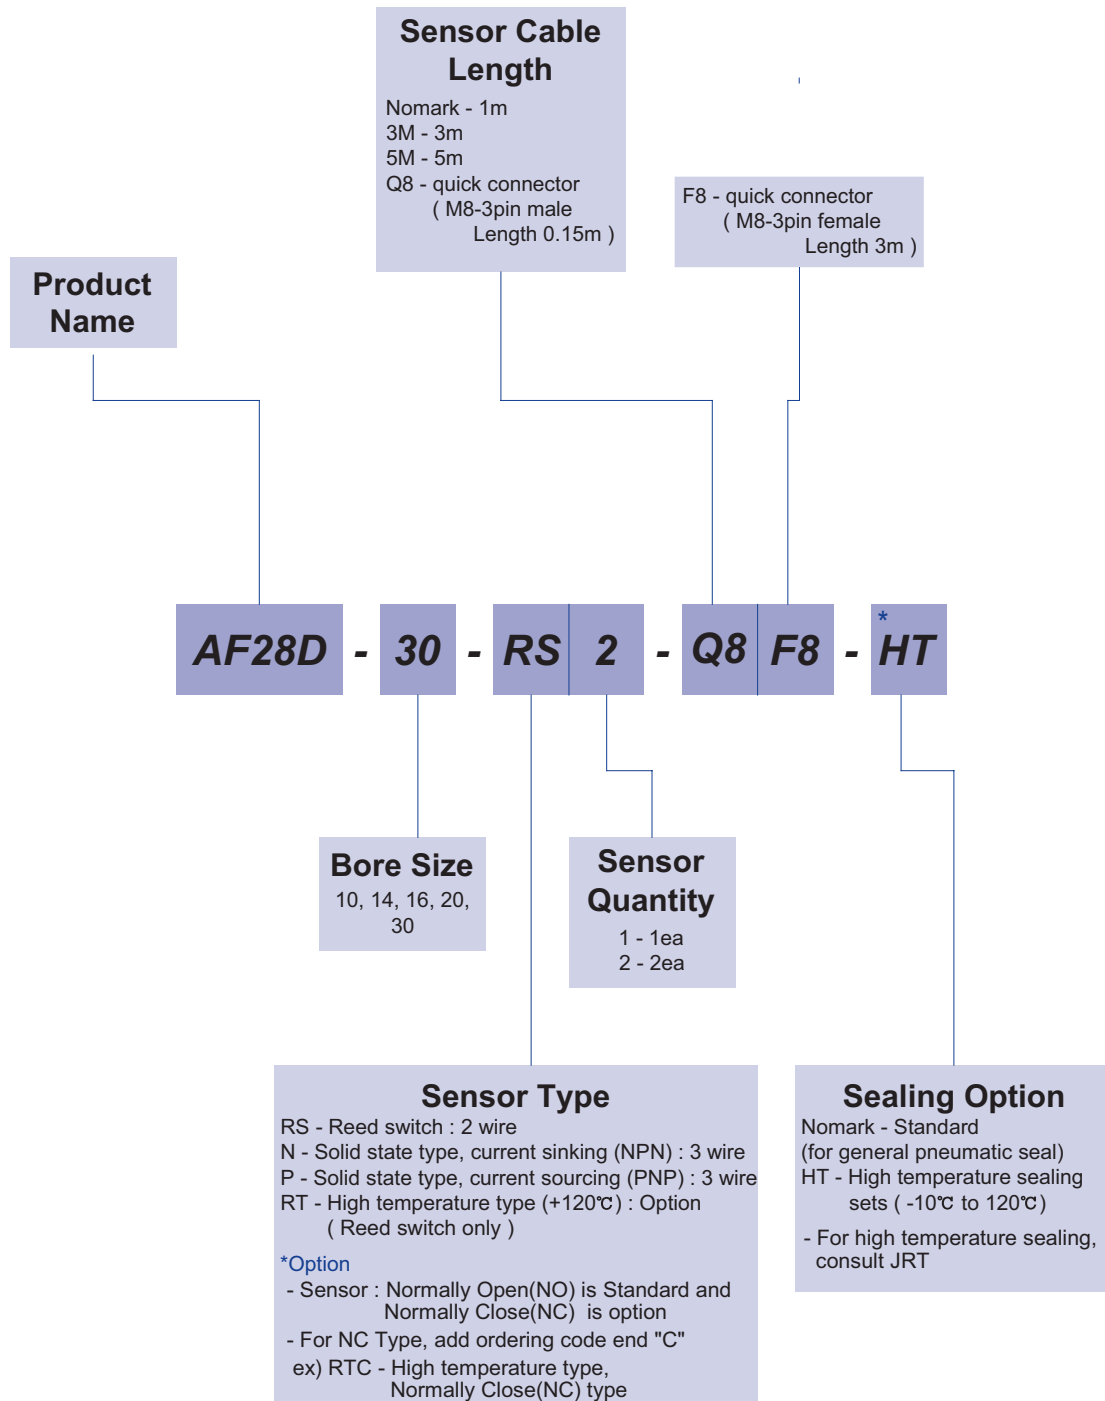 Sensor Cable
Length
Nomark - 1m
3M - 3m
5M - 5m
Q8 - quick connector
( M8-3pin male
Length 0.15m )
F8 - quick connector
( M8-3pin female
Length 3m )
Product
Name
AF28D - 30 - RS 2 - Q8 F8 - *HT
Bore Size
10, 14, 16, 20,
30
Sensor
Quantity
1 - 1ea
2 - 2ea
Sensor Type
RS - Reed switch : 2 wire
N - Solid state type, current sinking (NPN) : 3 wire
P - Solid state type, current sourcing (PNP) : 3 wire
RT - High temperature type (+120℃) : Option
( Reed switch only )
*Option
- Sensor : Normally Open(NO) is Standard and
Normally Close(NC) is option
- For NC Type, add ordering code end "C"
ex) RTC - High temperature type,
Normally Close(NC) type
Sealing Option
Nomark - Standard
(for general pneumatic seal)
HT - High temperature sealing
sets ( -10℃ to 120℃)
- For high temperature sealing,
consult JRT